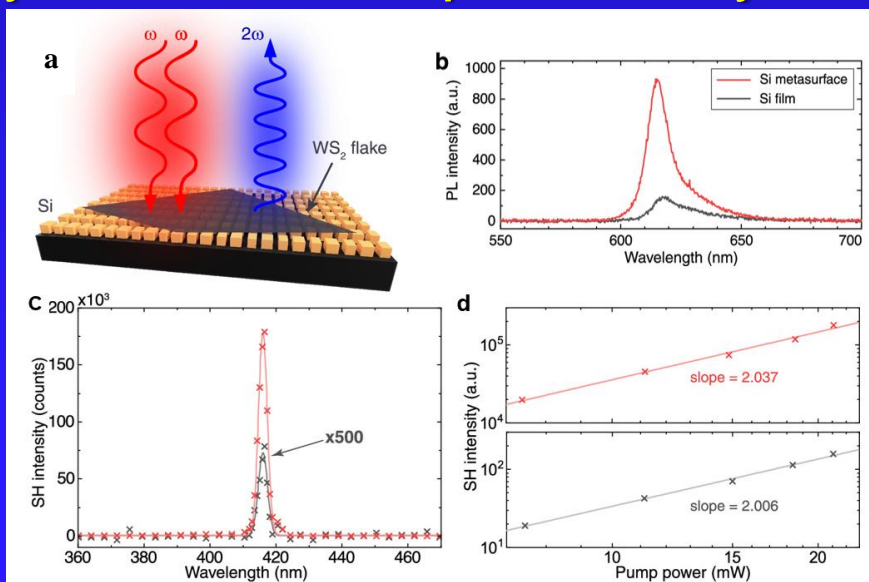 a
ω ω 2ω
WS₂ flake
Si
b
PL intensity (a.u.)
1000
800
600
400
200
0
Si metasurface
Si film
550 600 650 700
Wavelength (nm)
c
×10³
SH intensity (counts)
200
150
100
50
0
x500
360 380 400 420 440 460
Wavelength (nm)
d
SH intensity (a.u.)
10⁵
10⁴
slope = 2.037
10²
10¹
slope = 2.006
10 15 20
Pump power (mW)